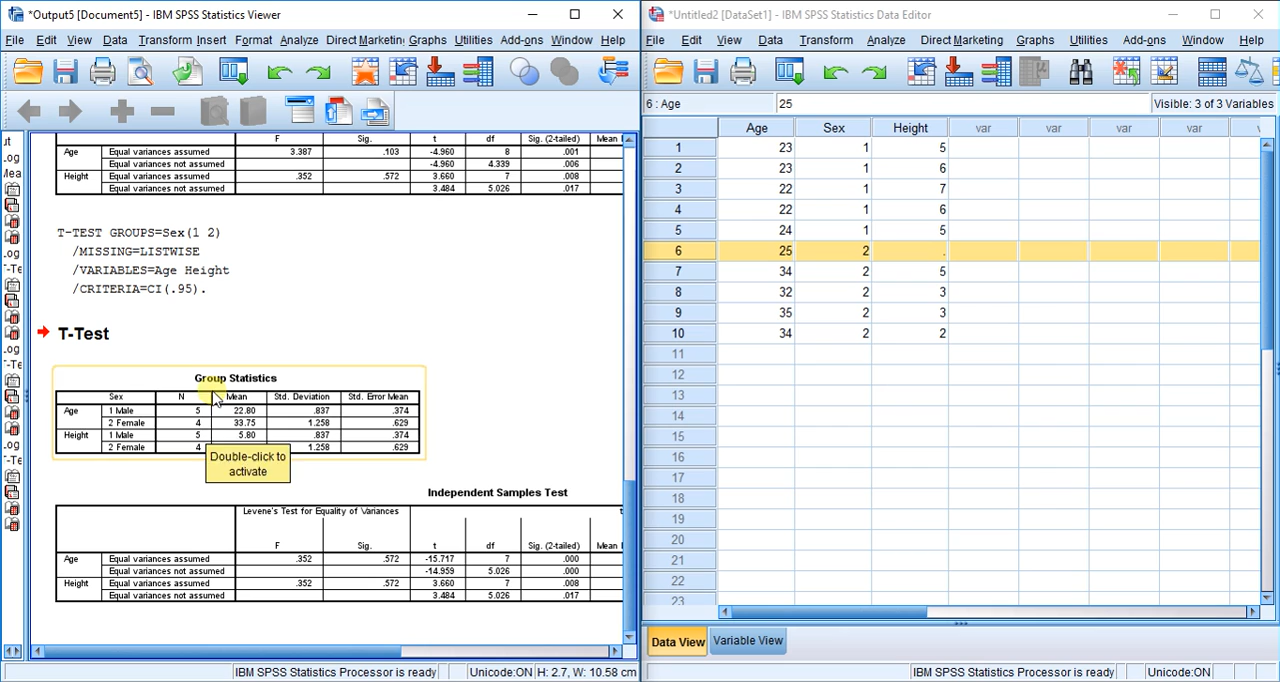 *Output5 [Document5] - IBM SPSS Statistics Viewer
File Edit View Data Transform Insert Format Analyze Direct Marketing Graphs Utilities Add-ons Window Help
F Sig. t df Sig. (2-tailed) Mean
Age Equal variances assumed 3.387 .103 -4.960 8 .001
Equal variances not assumed -4.960 4.339 .006
Height Equal variances assumed .352 .572 3.660 7 .008
Equal variances not assumed 3.484 5.026 .017
T-TEST GROUPS=Sex(1 2)
/MISSING=LISTWISE
/VARIABLES=Age Height
/CRITERIA=CI(.95).
T-Test
Group Statistics
Sex N Mean Std. Deviation Std. Error Mean
Age 1 Male 5 22.80 .837 .374
2 Female 4 33.75 1.258 .629
Height 1 Male 5 5.80 .837 .374
2 Female 4 1.258 .629
Double-click to
activate
Independent Samples Test
Levene's Test for Equality of Variances
F Sig. t df Sig. (2-tailed) Mean
Age Equal variances assumed .352 .572 -15.717 7 .000
Equal variances not assumed -14.959 5.026 .000
Height Equal variances assumed .352 .572 3.660 7 .008
Equal variances not assumed 3.484 5.026 .017
IBM SPSS Statistics Processor is ready Unicode:ON H: 2.7, W: 10.58 cm
*Untitled2 [DataSet1] - IBM SPSS Statistics Data Editor
File Edit View Data Transform Analyze Direct Marketing Graphs Utilities Add-ons Window Help
6 : Age 25 Visible: 3 of 3 Variables
Age Sex Height var var var var
1 23 1 5
2 23 1 6
3 22 1 7
4 22 1 6
5 24 1 5
6 25 2 .
7 34 2 5
8 32 2 3
9 35 2 3
10 34 2 2
11
12
13
14
15
16
17
18
19
20
21
22
23
Data View Variable View
IBM SPSS Statistics Processor is ready Unicode:ON